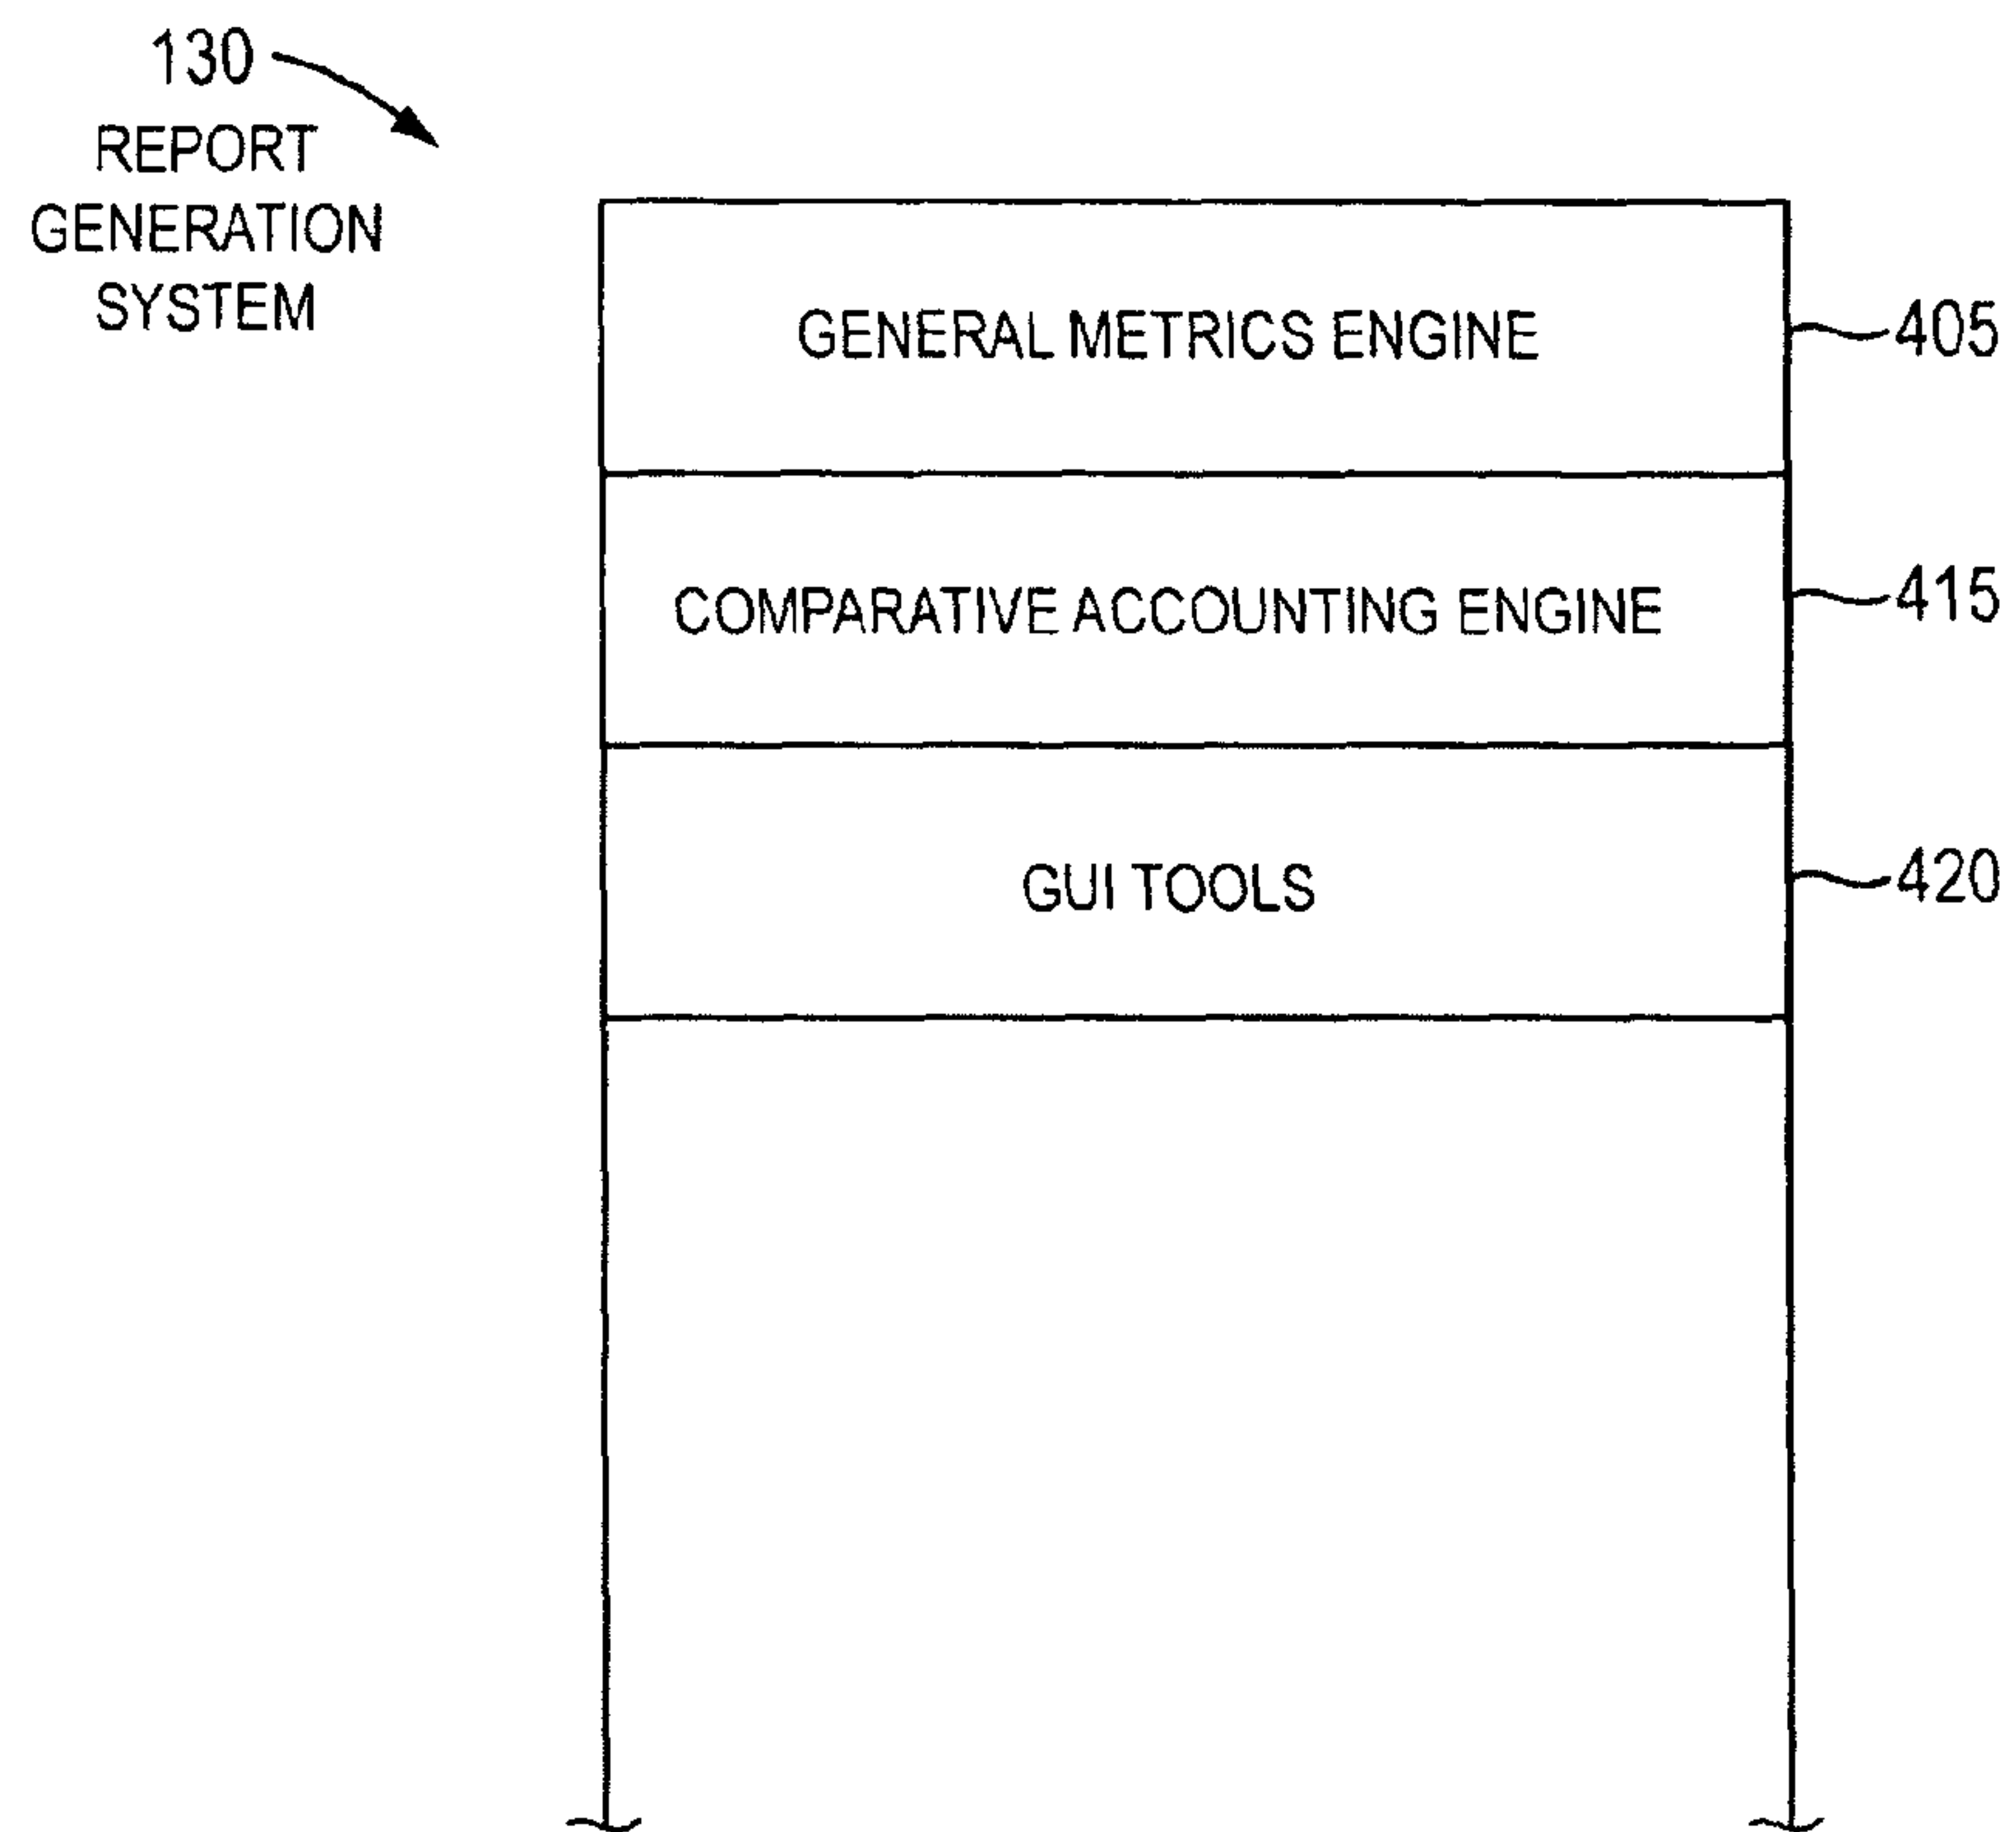 130
REPORT
GENERATION
SYSTEM
GENERAL METRICS ENGINE
405
COMPARATIVE ACCOUNTING ENGINE
415
GUI TOOLS
420